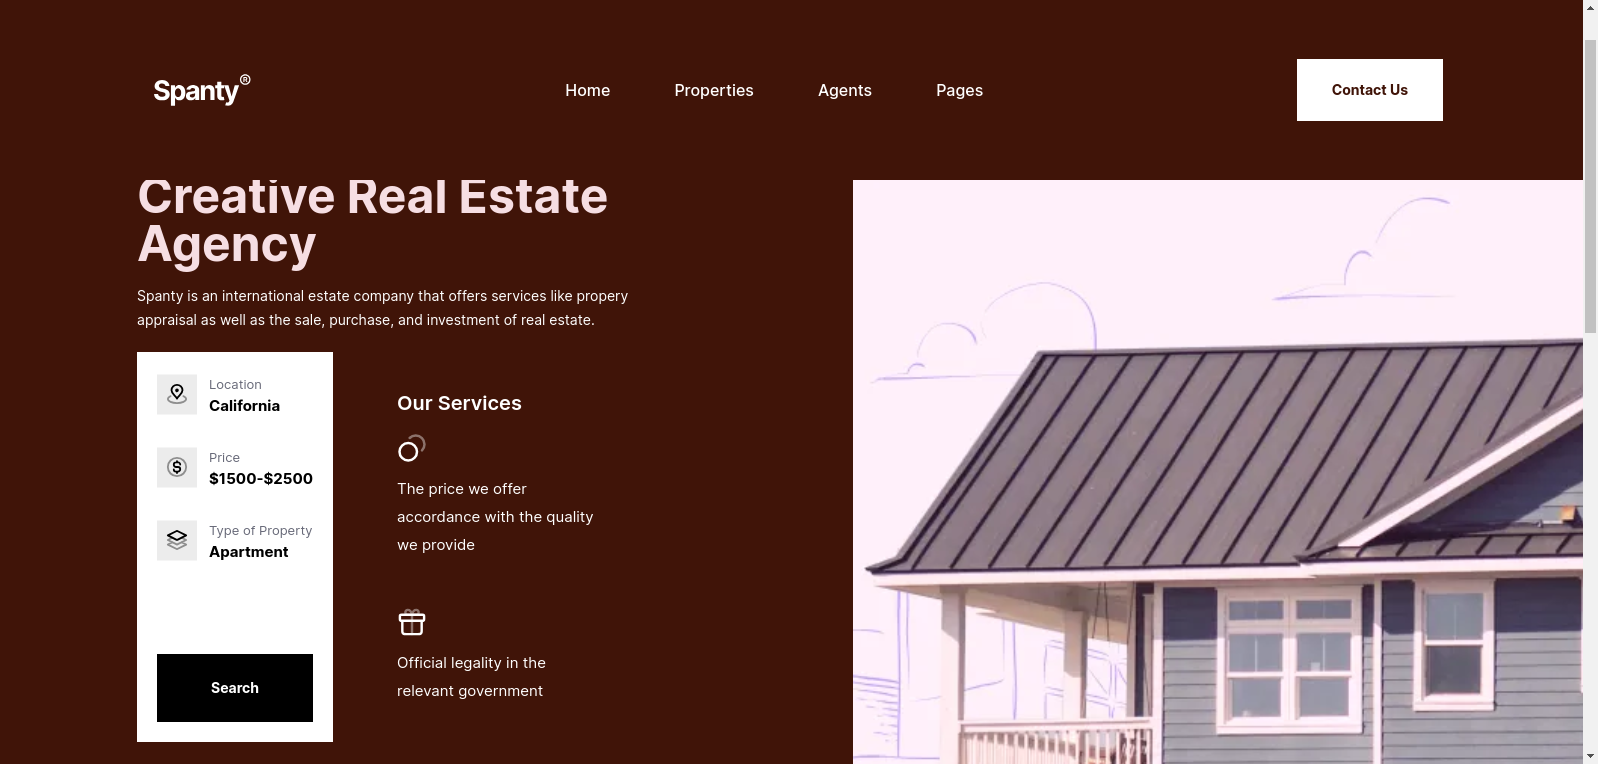 Spanty®
Home
Properties
Agents
Pages
Contact Us
Creative Real Estate
Agency
Spanty is an international estate company that offers services like propery
appraisal as well as the sale, purchase, and investment of real estate.
Location
California
Price
$1500-$2500
Type of Property
Apartment
Search
Our Services
The price we offer
accordance with the quality
we provide
Official legality in the
relevant government